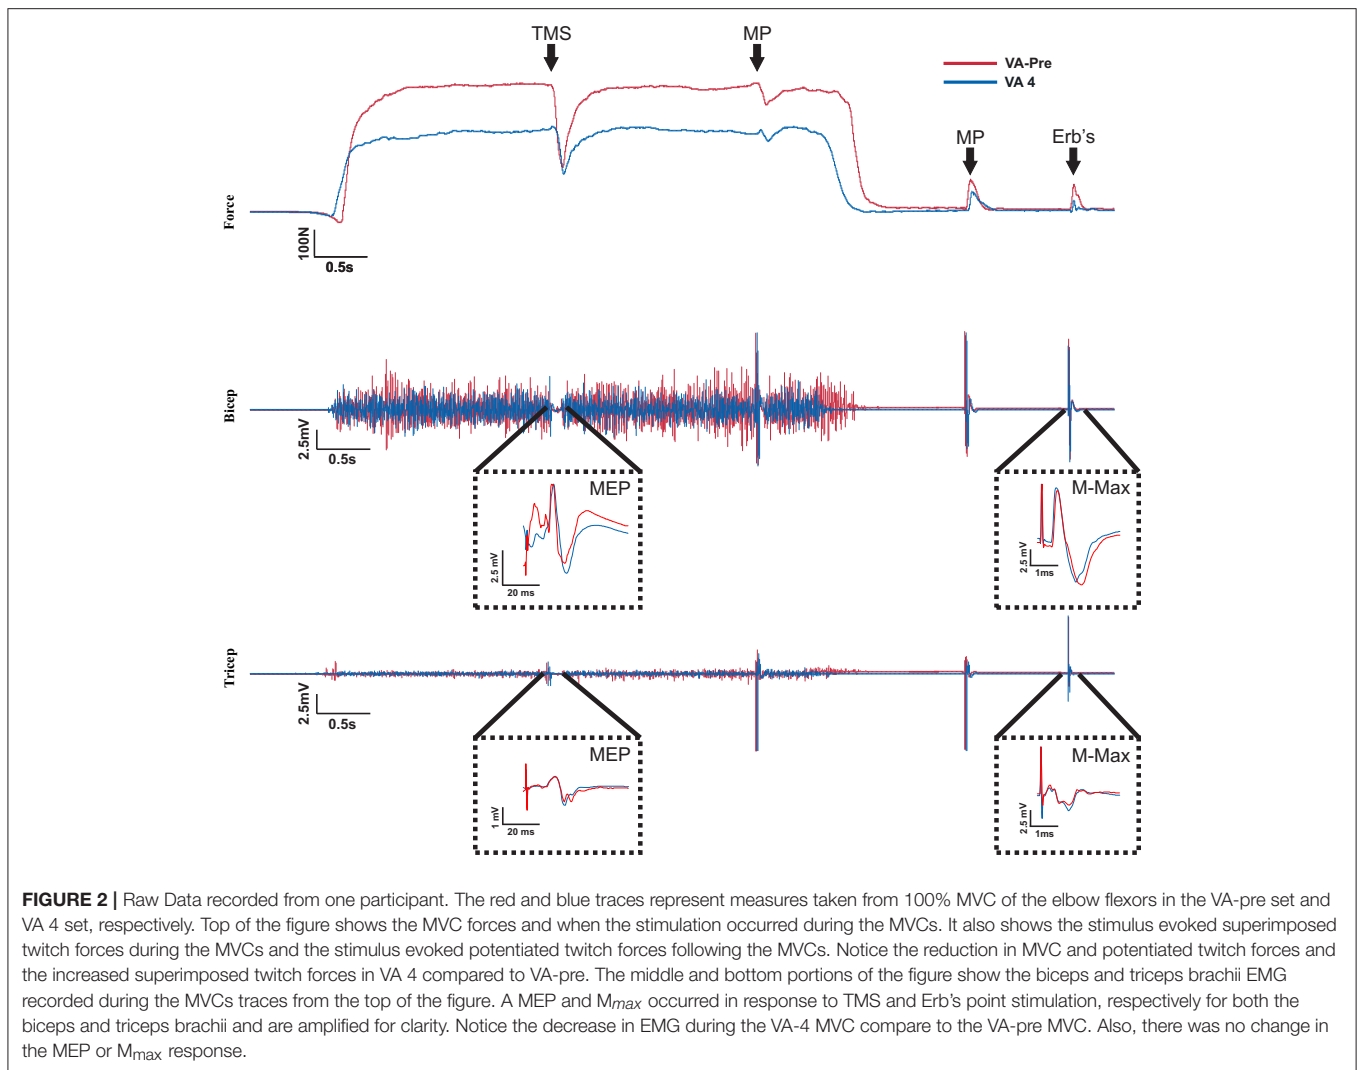 TMS
MP
VA-Pre
VA 4
MP
Erb's
Force
100N
0.5s
Bicep
2.5mV
0.5s
MEP
2.5 mV
20 ms
M-Max
2.5 mV
1ms
Tricep
2.5mV
0.5s
MEP
1 mV
20 ms
M-Max
2.5 mV
1ms
FIGURE 2 | Raw Data recorded from one participant. The red and blue traces represent measures taken from 100% MVC of the elbow flexors in the VA-pre set and
VA 4 set, respectively. Top of the figure shows the MVC forces and when the stimulation occurred during the MVCs. It also shows the stimulus evoked superimposed
twitch forces during the MVCs and the stimulus evoked potentiated twitch forces following the MVCs. Notice the reduction in MVC and potentiated twitch forces and
the increased superimposed twitch forces in VA 4 compared to VA-pre. The middle and bottom portions of the figure show the biceps and triceps brachii EMG
recorded during the MVCs traces from the top of the figure. A MEP and Mmax occurred in response to TMS and Erb's point stimulation, respectively for both the
biceps and triceps brachii and are amplified for clarity. Notice the decrease in EMG during the VA-4 MVC compare to the VA-pre MVC. Also, there was no change in
the MEP or Mmax response.